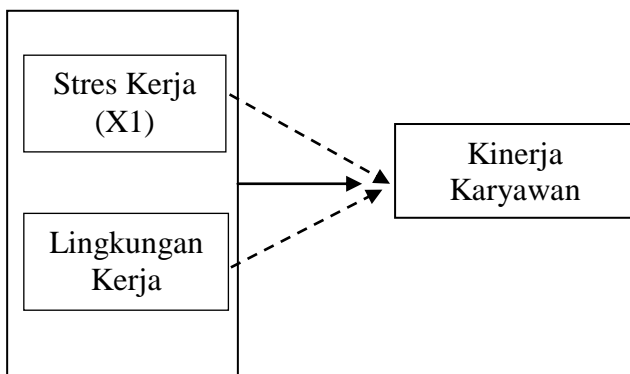 Stres Kerja
(X1)
Kinerja
Karyawan
Lingkungan
Kerja